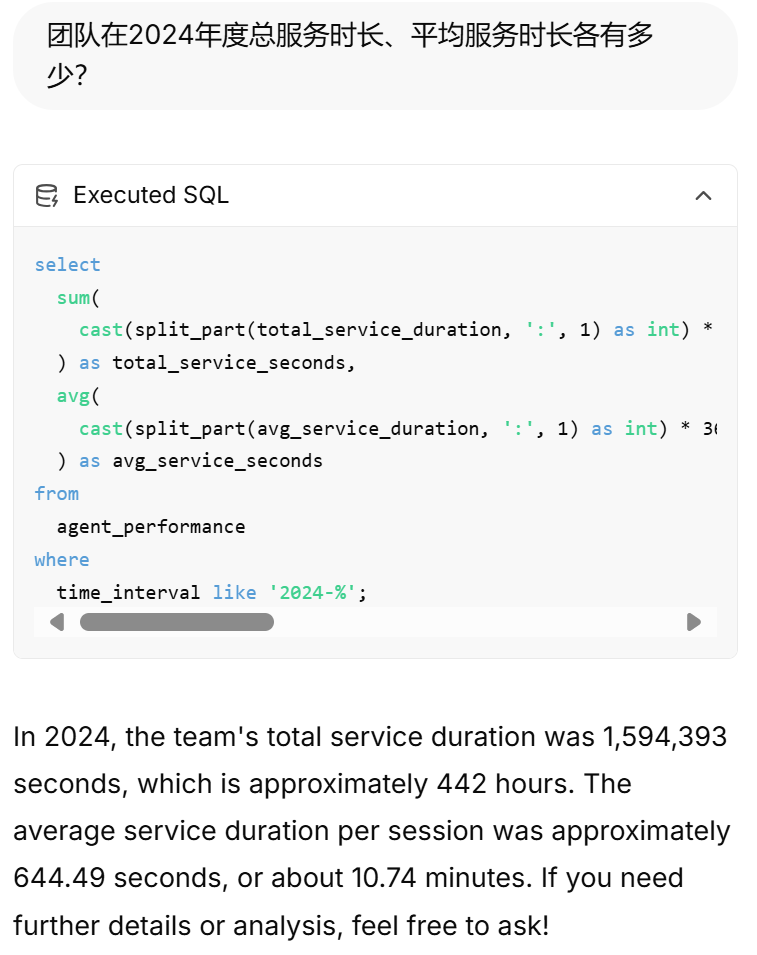 团队在2024年度总服务时长、平均服务时长各有多
少？
Executed SQL
select
sum(
cast(split_part(total_service_duration, ':', 1) as int) *
) as total_service_seconds,
avg(
cast(split_part(avg_service_duration, ':', 1) as int) * 36
) as avg_service_seconds
from
agent_performance
where
time_interval like '2024-%';
In 2024, the team's total service duration was 1,594,393
seconds, which is approximately 442 hours. The
average service duration per session was approximately
644.49 seconds, or about 10.74 minutes. If you need
further details or analysis, feel free to ask!